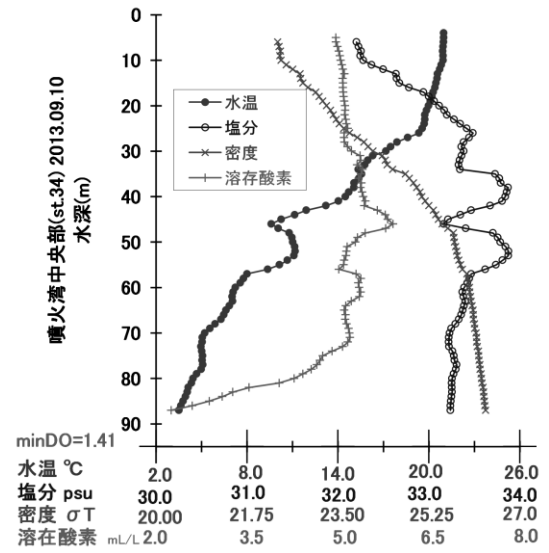 0
10
20
30
40
50
60
70
80
90
噴火湾中央部(st.34) 2013.09.10
水深(m)
水温
塩分
密度
溶存酸素
minDO=1.41
水温 ℃ 2.0 8.0 14.0 20.0 26.0
塩分 psu 30.0 31.0 32.0 33.0 34.0
密度 σT 20.00 21.75 23.50 25.25 27.0
溶在酸素 mL/L 2.0 3.5 5.0 6.5 8.0